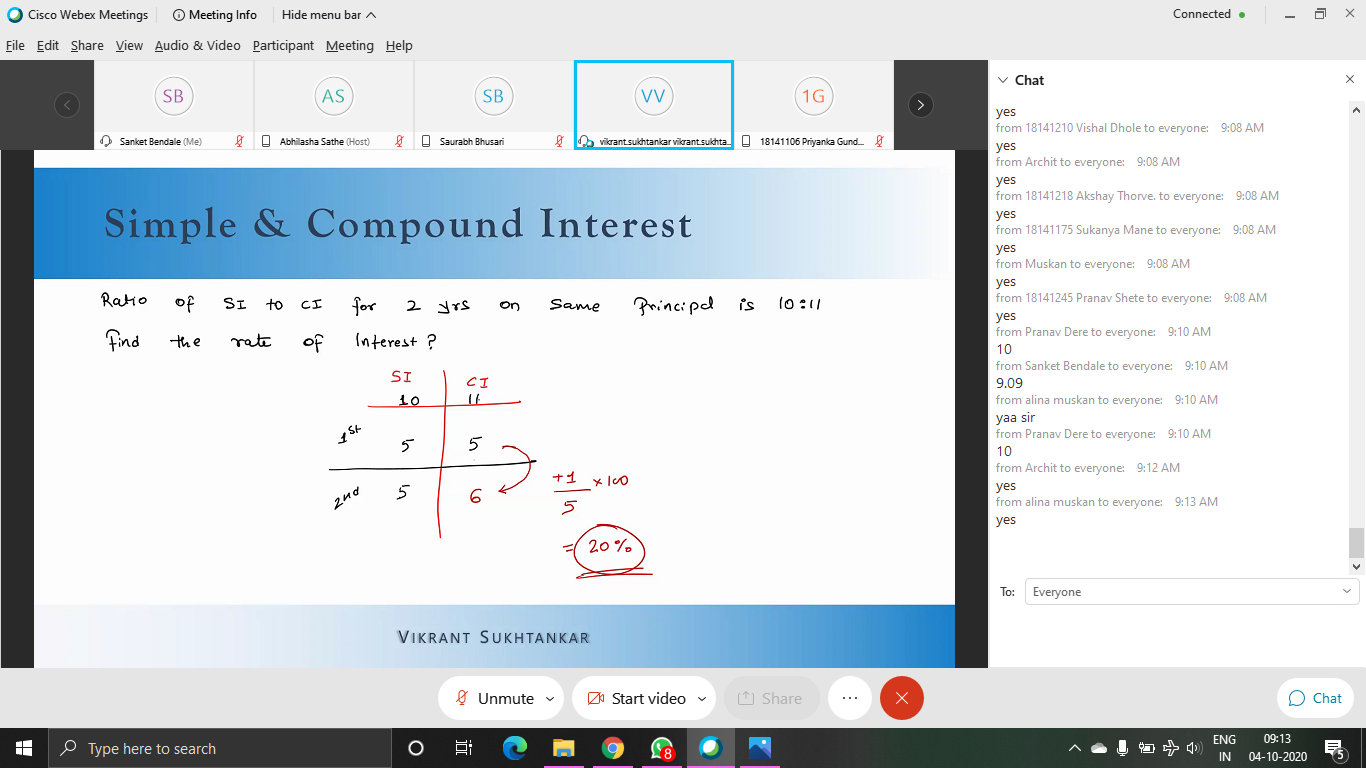 Cisco Webex Meetings
Meeting Info
Hide menu bar
Connected
File Edit Share View Audio & Video Participant Meeting Help
SB
AS
SB
VV
1G
Sanket Bendale (Me)
Abhilasha Sathe (Host)
Saurabh Bhusari
vikrant.sukhtankar vikrant.sukhta...
18141106 Priyanka Gund...
Simple & Compound Interest
Ratio of SI to CI for 2 yrs on Same Principal is 10:11
Find the rate of Interest?
SI CI
10 11
1st 5 5
2nd 5 6
+1
5
×100
= 20%
VIKRANT SUKHTANKAR
Chat
yes
from 18141210 Vishal Dhole to everyone: 9:08 AM
yes
from Archit to everyone: 9:08 AM
yes
from 18141218 Akshay Thorve. to everyone: 9:08 AM
yes
from 18141175 Sukanya Mane to everyone: 9:08 AM
yes
from Muskan to everyone: 9:08 AM
yes
from 18141245 Pranav Shete to everyone: 9:08 AM
yes
from Pranav Dere to everyone: 9:10 AM
10
from Sanket Bendale to everyone: 9:10 AM
9.09
from alina muskan to everyone: 9:10 AM
yaa sir
from Pranav Dere to everyone: 9:10 AM
10
from Archit to everyone: 9:12 AM
yes
from alina muskan to everyone: 9:13 AM
yes
To: Everyone
Unmute
Start video
Share
Chat
Type here to search
8
ENG
IN
09:13
04-10-2020
5